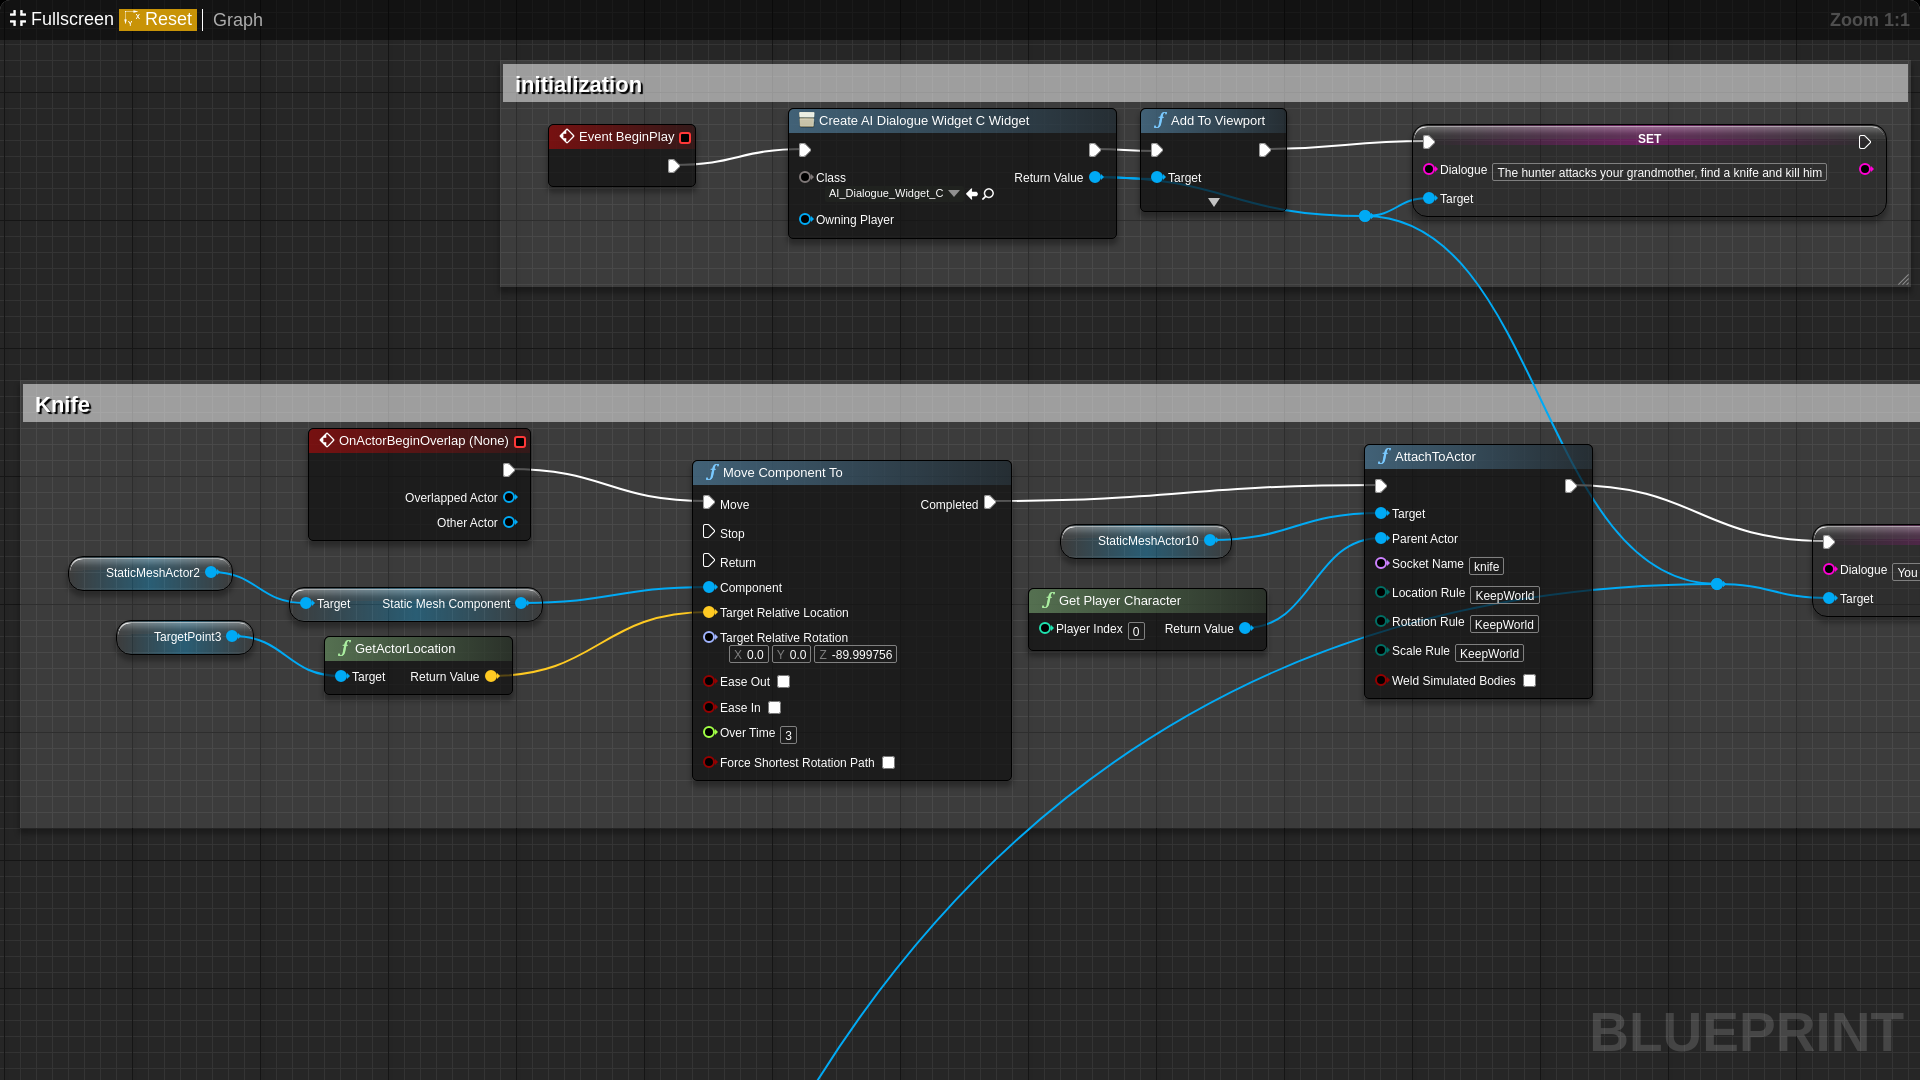 Fullscreen Reset Graph Zoom 1:1
initialization
Event BeginPlay
Create AI Dialogue Widget C Widget
Class
AI_Dialogue_Widget_C
Owning Player
Return Value
Add To Viewport
Target
SET
Dialogue The hunter attacks your grandmother, find a knife and kill him
Target
Knife
OnActorBeginOverlap (None)
Overlapped Actor
Other Actor
StaticMeshActor2
Target Static Mesh Component
TargetPoint3
GetActorLocation
Target Return Value
Move Component To
Move Completed
Stop
Return
Component
Target Relative Location
Target Relative Rotation
X 0.0 Y 0.0 Z -89.999756
Ease Out
Ease In
Over Time 3
Force Shortest Rotation Path
StaticMeshActor10
Get Player Character
Player Index 0 Return Value
AttachToActor
Target
Parent Actor
Socket Name knife
Location Rule KeepWorld
Rotation Rule KeepWorld
Scale Rule KeepWorld
Weld Simulated Bodies
Dialogue You
Target
BLUEPRINT